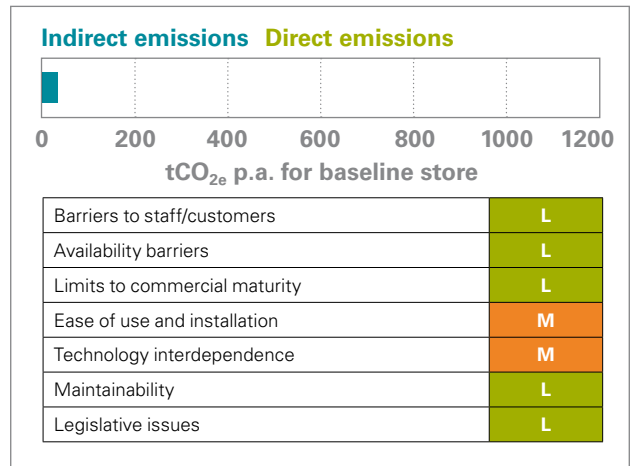 Indirect emissions Direct emissions
0 200 400 600 800 1000 1200
tCO2e p.a. for baseline store
Barriers to staff/customers L
Availability barriers L
Limits to commercial maturity L
Ease of use and installation M
Technology interdependence M
Maintainability L
Legislative issues L